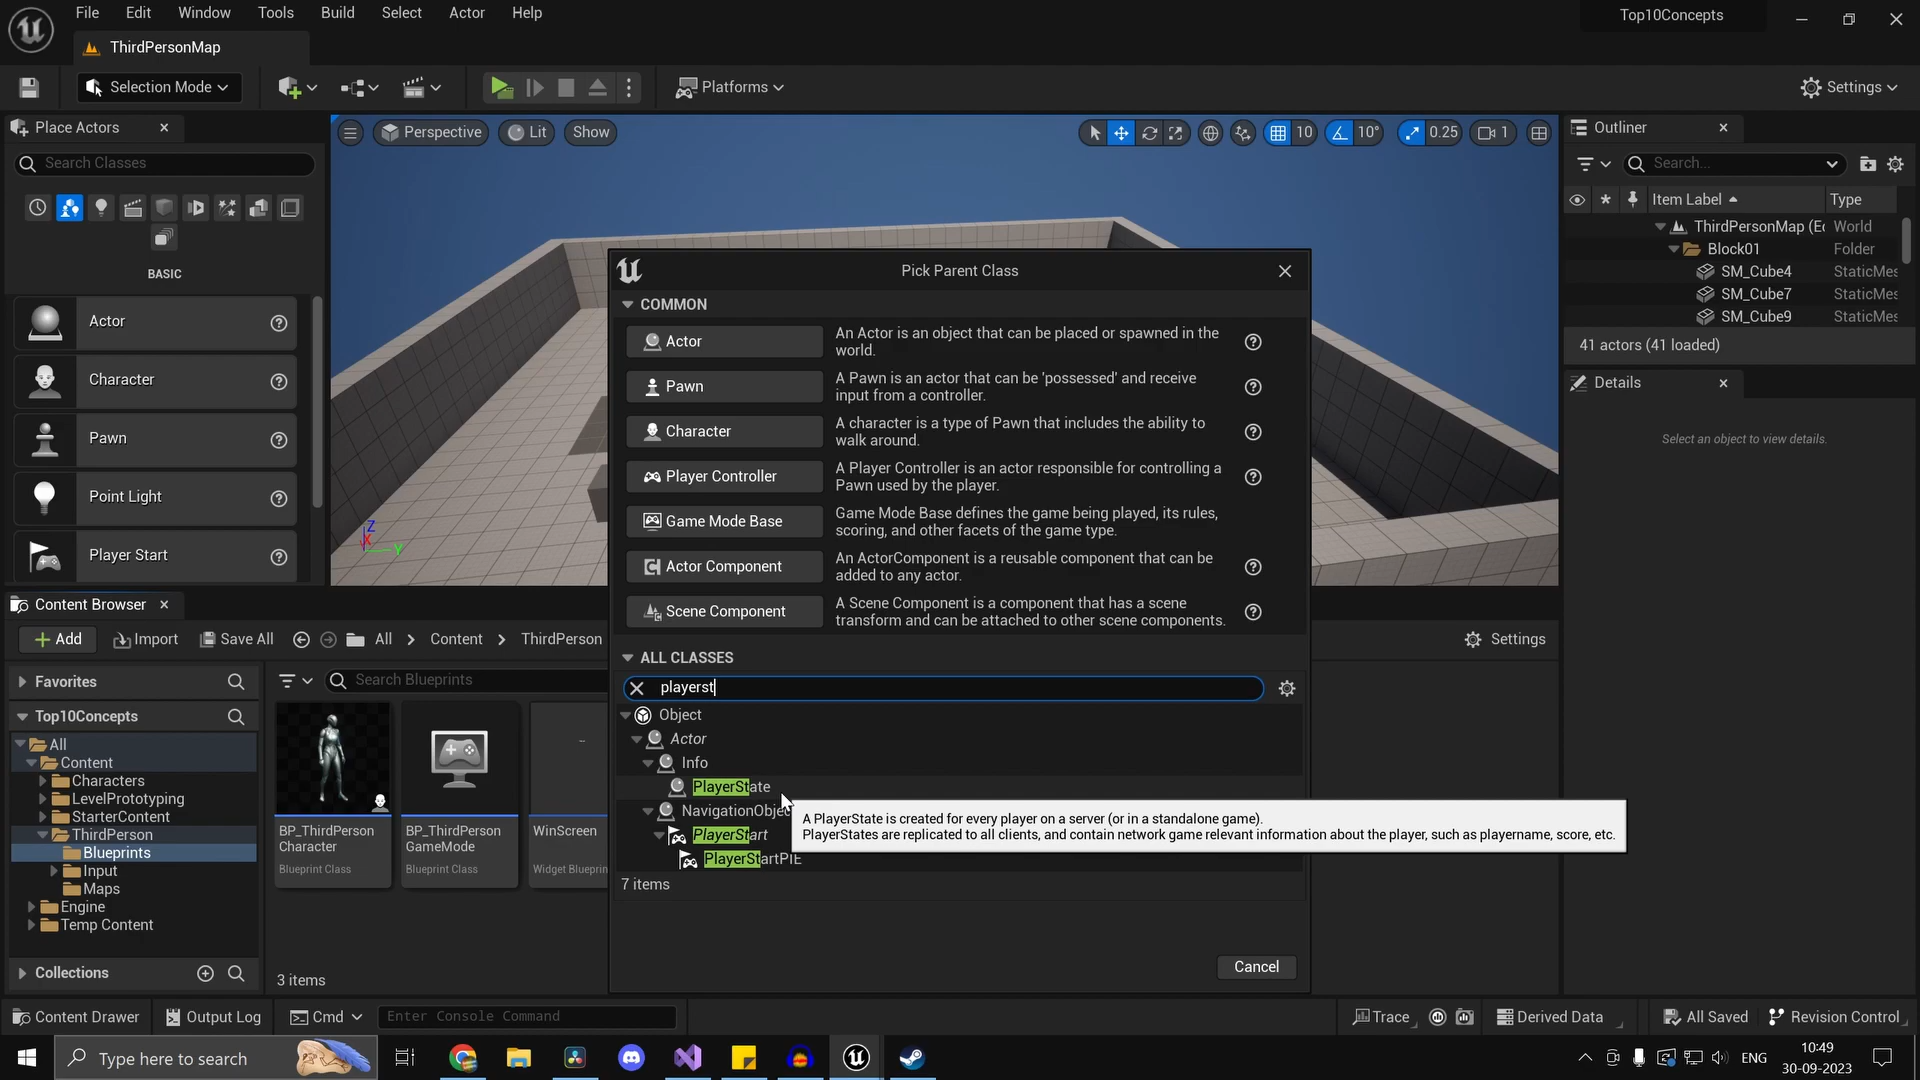 File Edit Window Tools Build Select Actor Help
Top10Concepts
ThirdPersonMap
Selection Mode
Platforms
Settings
Place Actors
Search Classes
BASIC
Actor
Character
Pawn
Point Light
Player Start
Perspective Lit Show
10 10° 0.25 1
Outliner
Search...
Item Label Type
ThirdPersonMap (Ec World
Block01 Folder
SM_Cube4 StaticMes
SM_Cube7 StaticMes
SM_Cube9 StaticMes
41 actors (41 loaded)
Details
Select an object to view details.
Z
X
Y
Pick Parent Class
COMMON
Actor
An Actor is an object that can be placed or spawned in the
world.
Pawn
A Pawn is an actor that can be 'possessed' and receive
input from a controller.
Character
A character is a type of Pawn that includes the ability to
walk around.
Player Controller
A Player Controller is an actor responsible for controlling a
Pawn used by the player.
Game Mode Base
Game Mode Base defines the game being played, its rules,
scoring, and other facets of the game type.
Actor Component
An ActorComponent is a reusable component that can be
added to any actor.
Scene Component
A Scene Component is a component that has a scene
transform and can be attached to other scene components.
ALL CLASSES
playerst
Object
Actor
Info
PlayerState
NavigationObjec
PlayerStart
PlayerStartPIE
7 items
A PlayerState is created for every player on a server (or in a standalone game).
PlayerStates are replicated to all clients, and contain network game relevant information about the player, such as playername, score, etc.
Cancel
Content Browser
Add Import Save All All > Content > ThirdPerson
Settings
Favorites
Top10Concepts
All
Content
Characters
LevelPrototyping
StarterContent
ThirdPerson
Blueprints
Input
Maps
Engine
Temp Content
Collections
Search Blueprints
BP_ThirdPerson
Character
Blueprint Class
BP_ThirdPerson
GameMode
Blueprint Class
WinScreen
Widget Blueprin
3 items
Content Drawer Output Log Cmd Enter Console Command
Trace Derived Data All Saved Revision Control
Type here to search
ENG
10:49
30-09-2023